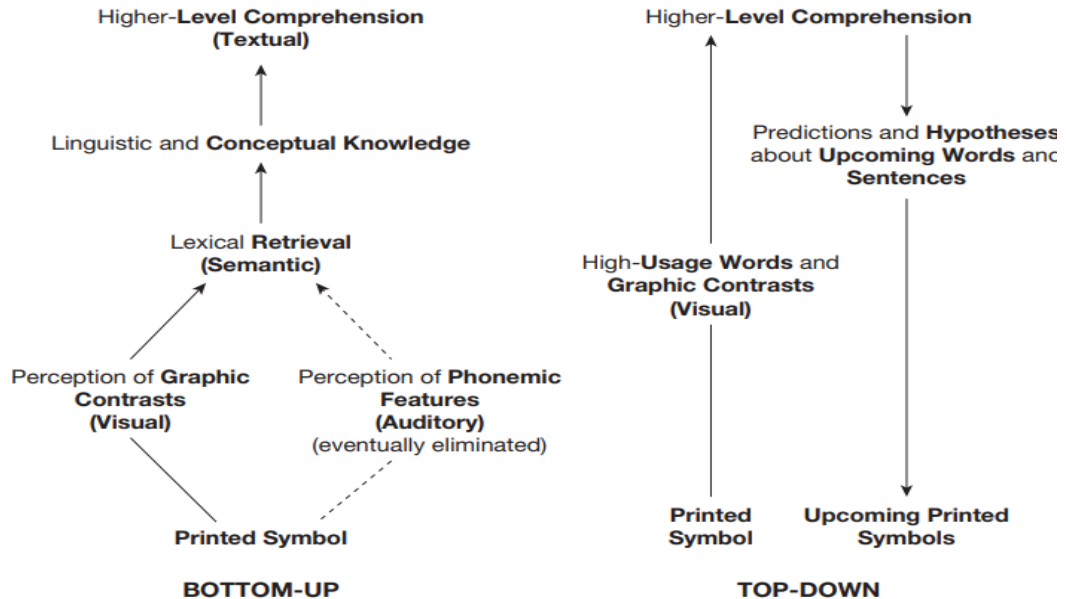 Higher-Level Comprehension
(Textual)
Linguistic and Conceptual Knowledge
Lexical Retrieval
(Semantic)
Perception of Graphic
Contrasts
(Visual)
Perception of Phonemic
Features
(Auditory)
(eventually eliminated)
Printed Symbol
BOTTOM-UP
Higher-Level Comprehension
Predictions and Hypotheses
about Upcoming Words and
Sentences
High-Usage Words and
Graphic Contrasts
(Visual)
Printed
Symbol
Upcoming Printed
Symbols
TOP-DOWN